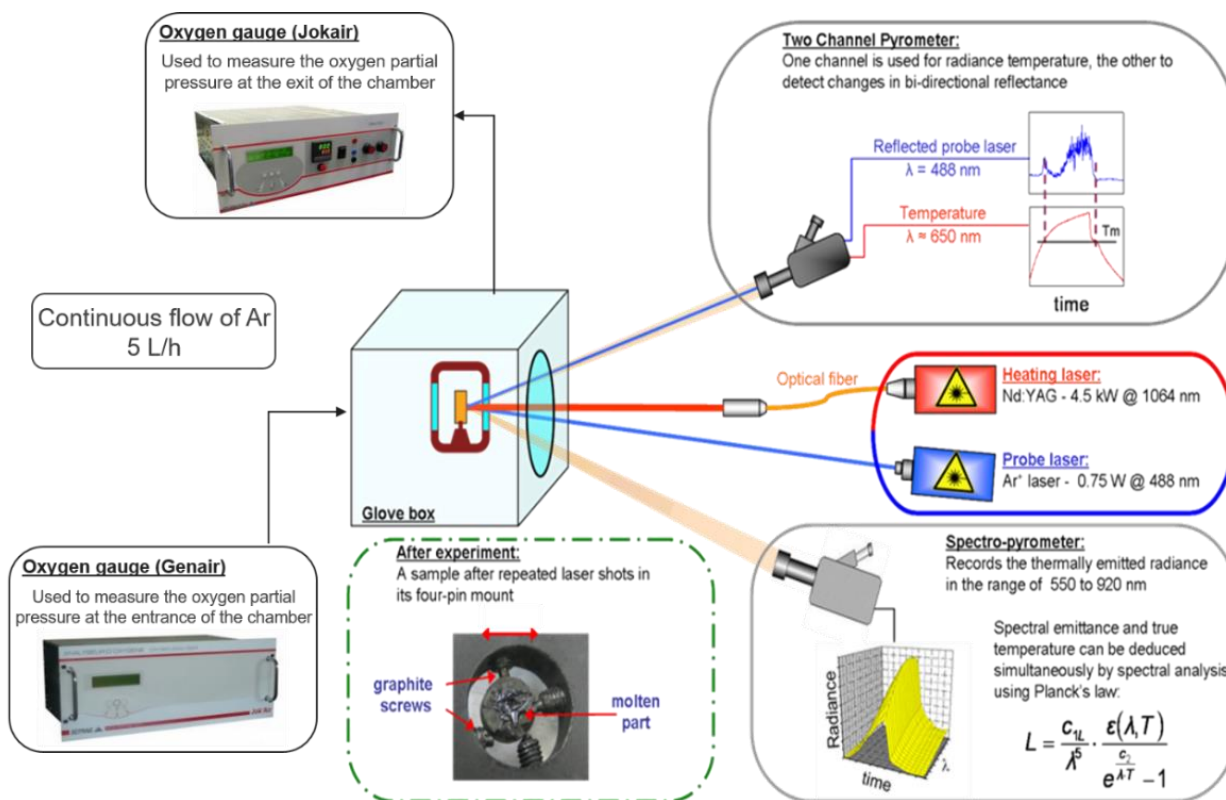 Oxygen gauge (Jokair)
Used to measure the oxygen partial
pressure at the exit of the chamber
Two Channel Pyrometer:
One channel is used for radiance temperature, the other to
detect changes in bi-directional reflectance
Reflected probe laser
λ = 488 nm
Temperature
λ ≈ 650 nm
Tm
time
Continuous flow of Ar
5 L/h
Optical fiber
Heating laser:
Nd:YAG - 4.5 kW @ 1064 nm
Probe laser:
Ar⁺ laser - 0.75 W @ 488 nm
Glove box
Oxygen gauge (Genair)
Used to measure the oxygen partial
pressure at the entrance of the chamber
Jok Air
After experiment:
A sample after repeated laser shots in
its four-pin mount
graphite
screws
molten
part
Spectro-pyrometer:
Records the thermally emitted radiance
in the range of 550 to 920 nm
Spectral emittance and true
temperature can be deduced
simultaneously by spectral analysis
using Planck's law:
Radiance
time
λ
L = c₁L/λ⁵ · ε(λ,T)/(e^(c₂/λT) − 1)